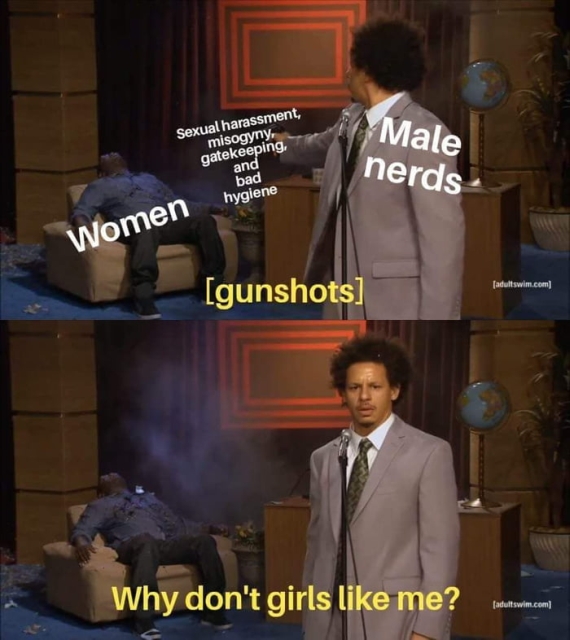 Sexual harassment,
misogyny,
gatekeeping,
and
bad
hygiene
Male
nerds
Women
[gunshots]
[adultswim.com]
Why don't girls like me?
[adultswim.com]